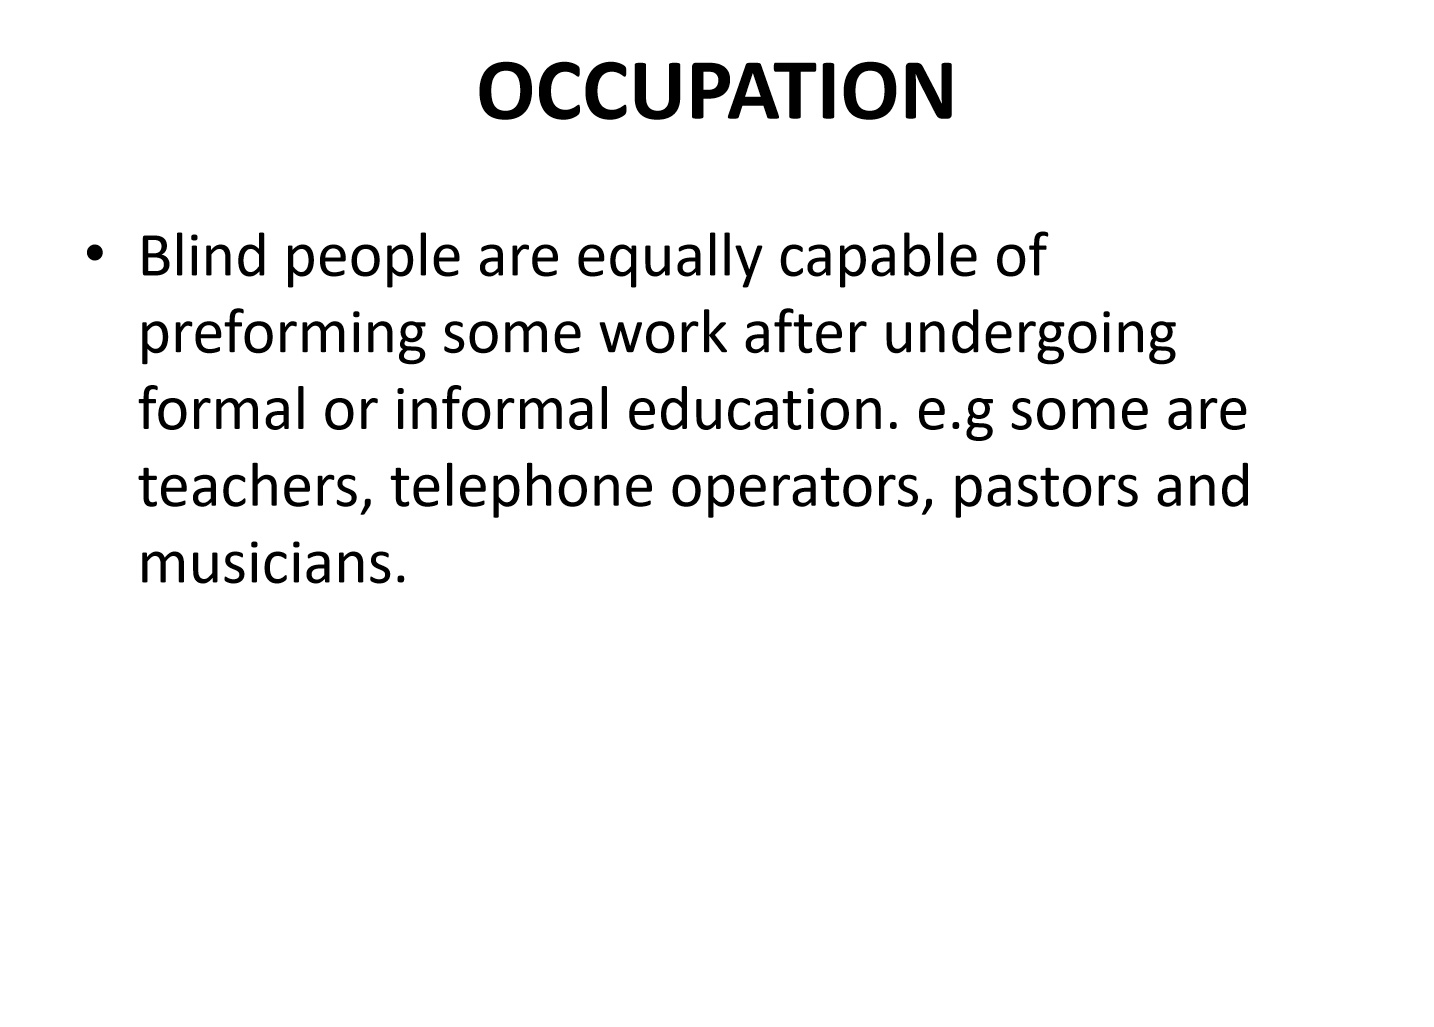 OCCUPATION
• Blind people are equally capable of
preforming some work after undergoing
formal or informal education. e.g some are
teachers, telephone operators, pastors and
musicians.